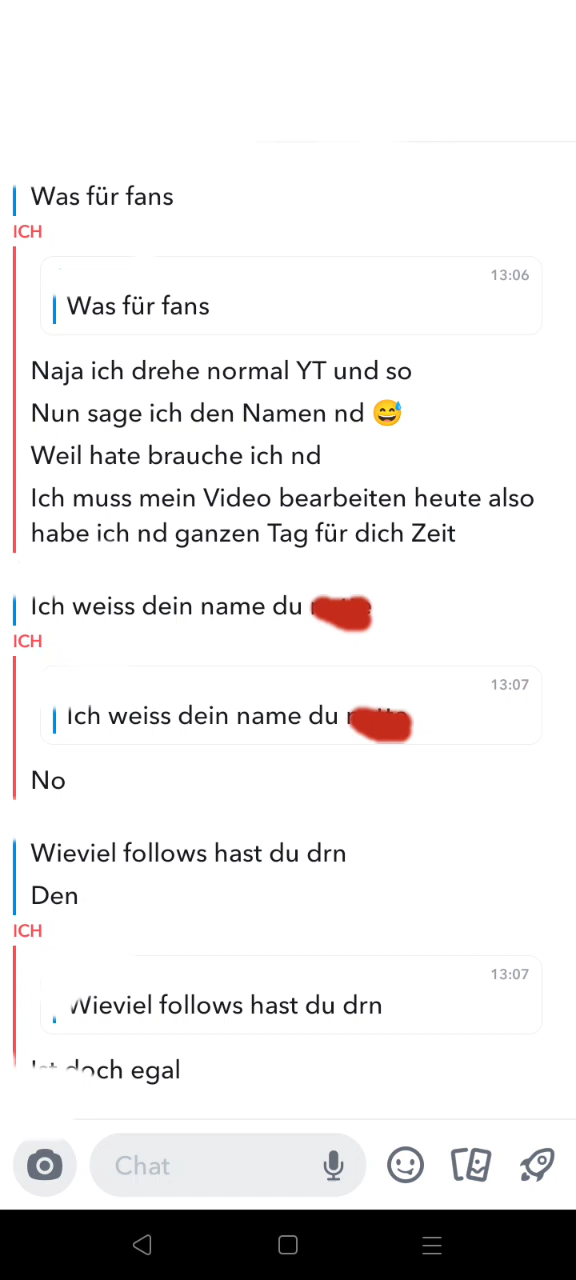 Was für fans
ICH
13:06
Was für fans
Naja ich drehe normal YT und so
Nun sage ich den Namen nd 😅
Weil hate brauche ich nd
Ich muss mein Video bearbeiten heute also
habe ich nd ganzen Tag für dich Zeit
Ich weiss dein name du
ICH
13:07
Ich weiss dein name du
No
Wieviel follows hast du drn
Den
ICH
13:07
Wieviel follows hast du drn
doch egal
Chat